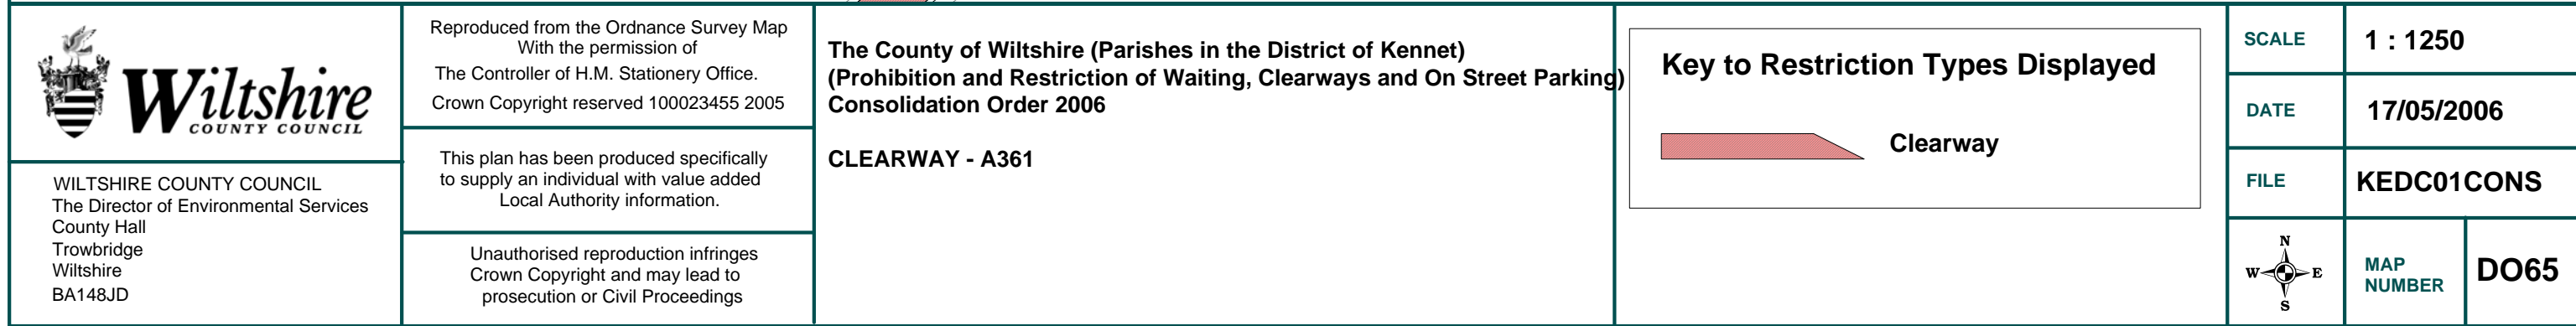 Wiltshire
COUNTY COUNCIL
WILTSHIRE COUNTY COUNCIL
The Director of Environmental Services
County Hall
Trowbridge
Wiltshire
BA148JD
Reproduced from the Ordnance Survey Map
With the permission of
The Controller of H.M. Stationery Office.
Crown Copyright reserved 100023455 2005
This plan has been produced specifically
to supply an individual with value added
Local Authority information.
Unauthorised reproduction infringes
Crown Copyright and may lead to
prosecution or Civil Proceedings
The County of Wiltshire (Parishes in the District of Kennet)
(Prohibition and Restriction of Waiting, Clearways and On Street Parking)
Consolidation Order 2006
CLEARWAY - A361
Key to Restriction Types Displayed
Clearway
SCALE 1 : 1250
DATE 17/05/2006
FILE KEDC01CONS
N
W E
S
MAP
NUMBER DO65